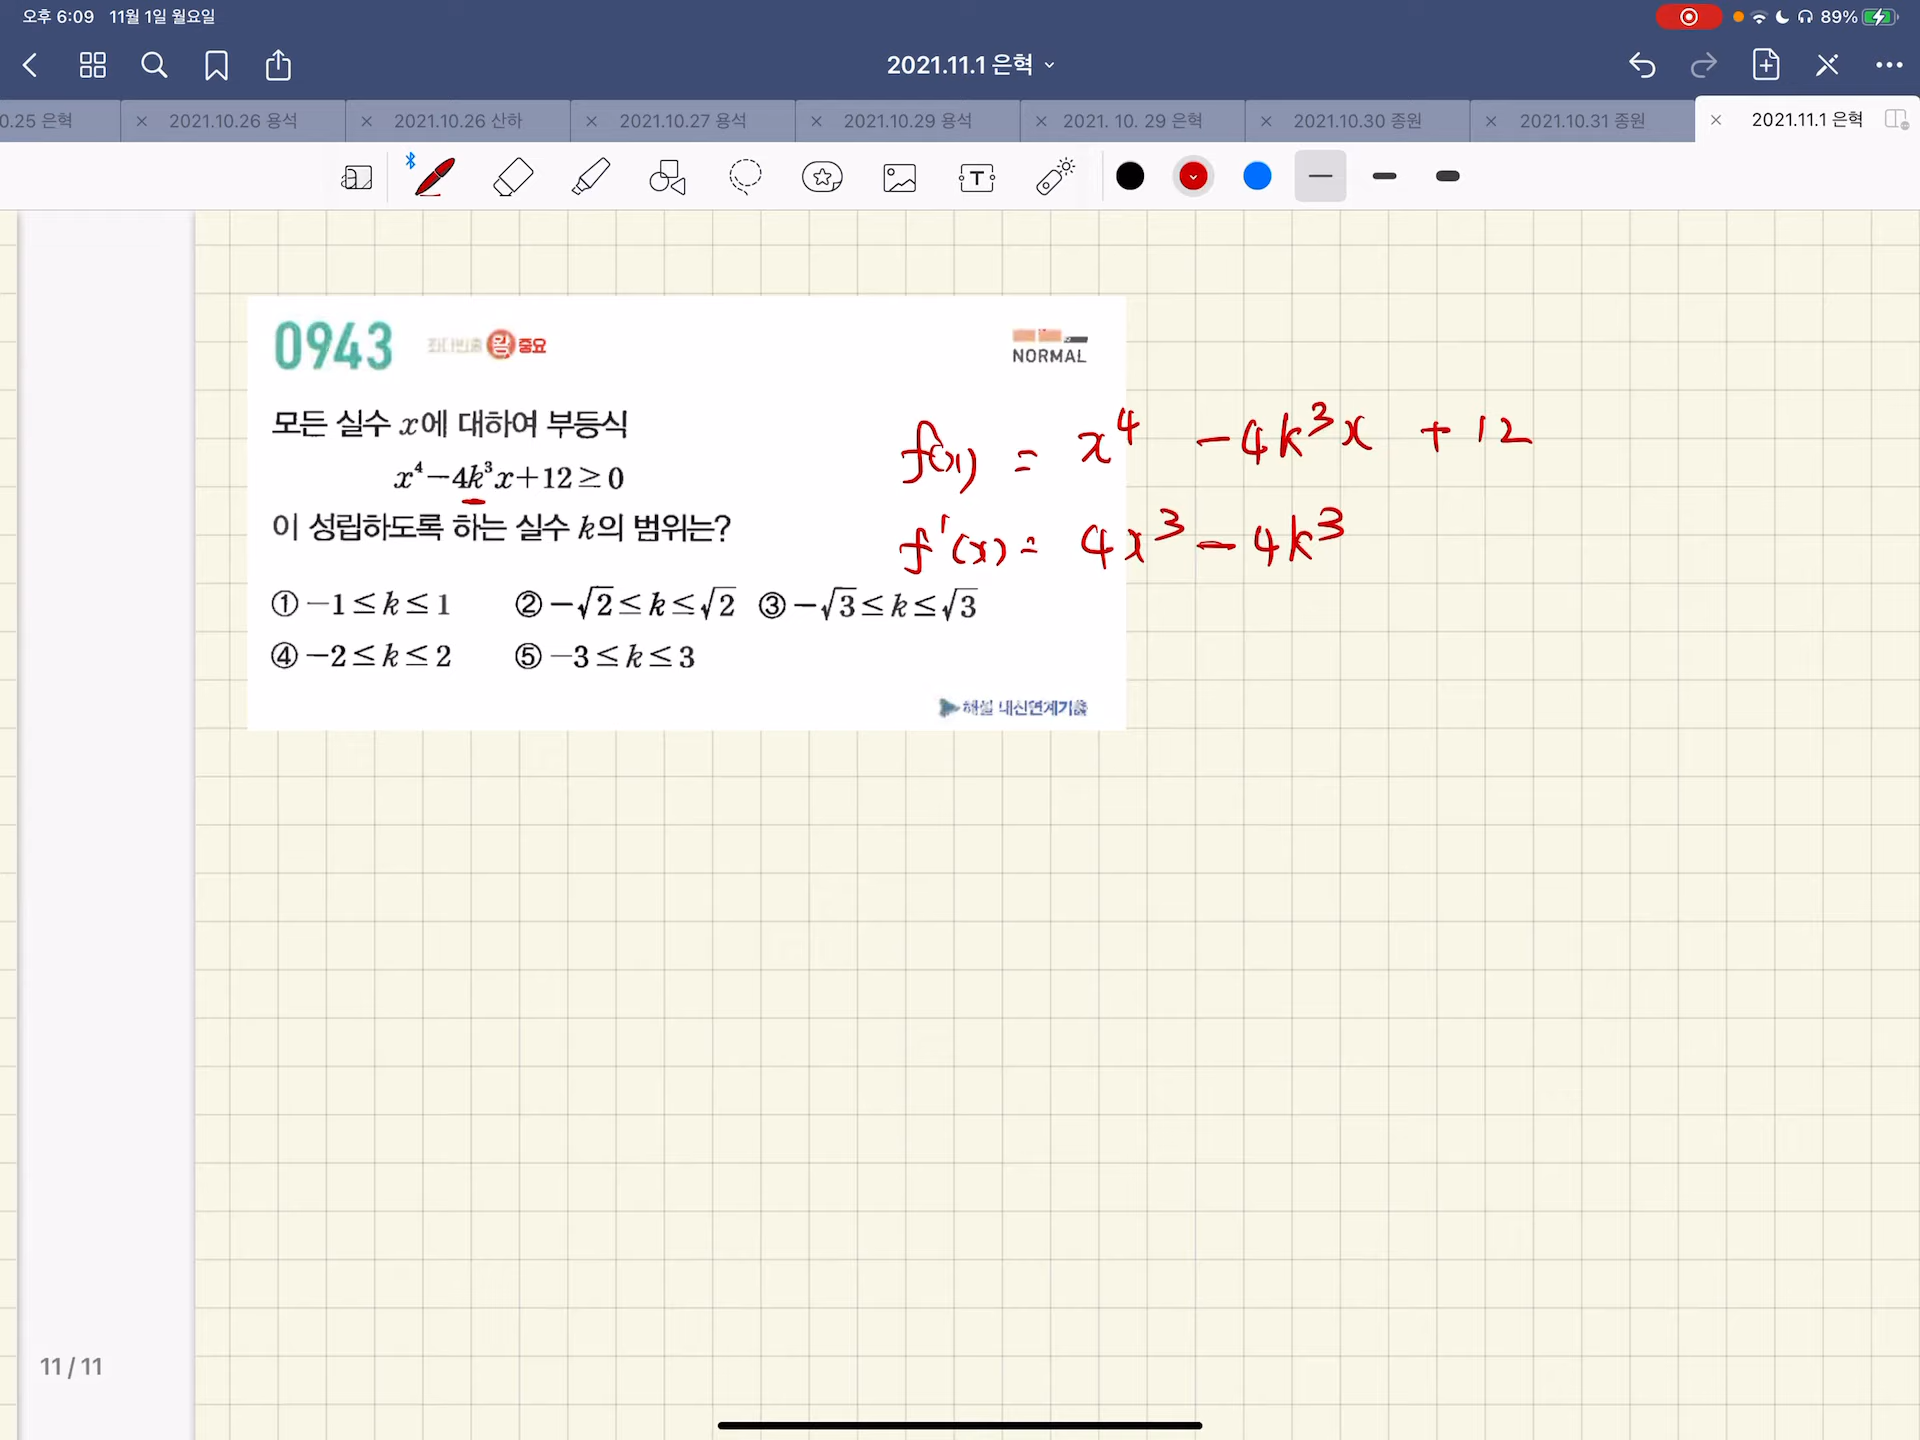 오후 6:09 11월 1일 월요일
89%
2021.11.1 은혁
0.25 은혁
2021.10.26 용석
2021.10.26 산하
2021.10.27 용석
2021.10.29 용석
2021. 10. 29 은혁
2021.10.30 종원
2021.10.31 종원
2021.11.1 은혁
0943 왕중요
NORMAL
모든 실수 x에 대하여 부등식
x⁴−4k³x+12≥0
이 성립하도록 하는 실수 k의 범위는?
① −1≤k≤1 ② −√2≤k≤√2 ③ −√3≤k≤√3
④ −2≤k≤2 ⑤ −3≤k≤3
해설 내신연계기출
f(x) = x⁴ − 4k³x + 12
f'(x) = 4x³ − 4k³
11 / 11